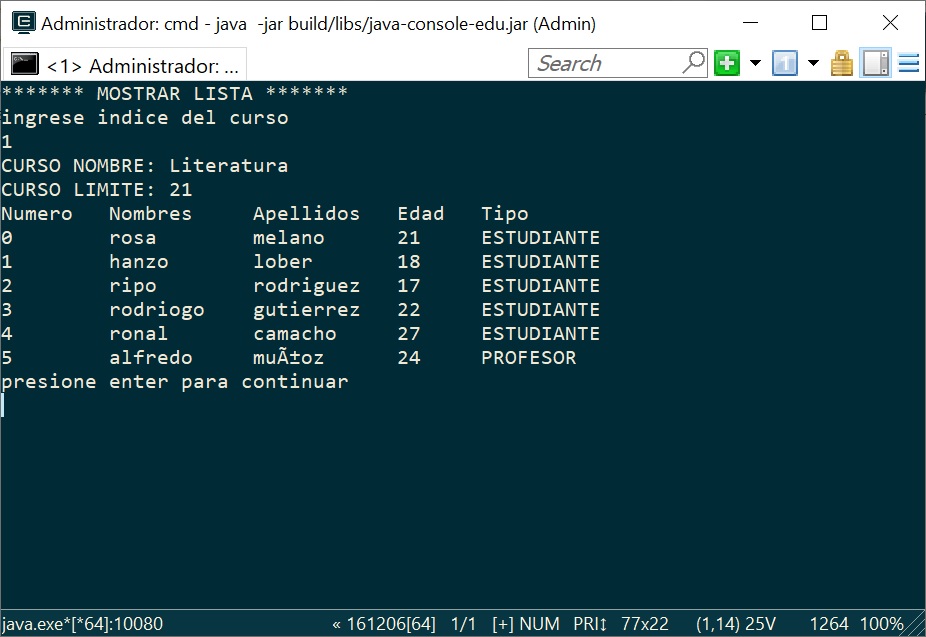 Administrador: cmd - java  -jar build/libs/java-console-edu.jar (Admin)
<1> Administrador: ...
Search
******* MOSTRAR LISTA *******
ingrese indice del curso
1
CURSO NOMBRE: Literatura
CURSO LIMITE: 21
Numero   Nombres     Apellidos   Edad   Tipo
0        rosa        melano      21     ESTUDIANTE
1        hanzo       lober       18     ESTUDIANTE
2        ripo        rodriguez   17     ESTUDIANTE
3        rodriogo    gutierrez   22     ESTUDIANTE
4        ronal       camacho     27     ESTUDIANTE
5        alfredo     muÃ±oz      24     PROFESOR
presione enter para continuar
java.exe*[*64]:10080 « 161206[64] 1/1 [+] NUM PRI↕ 77x22 (1,14) 25V 1264 100%